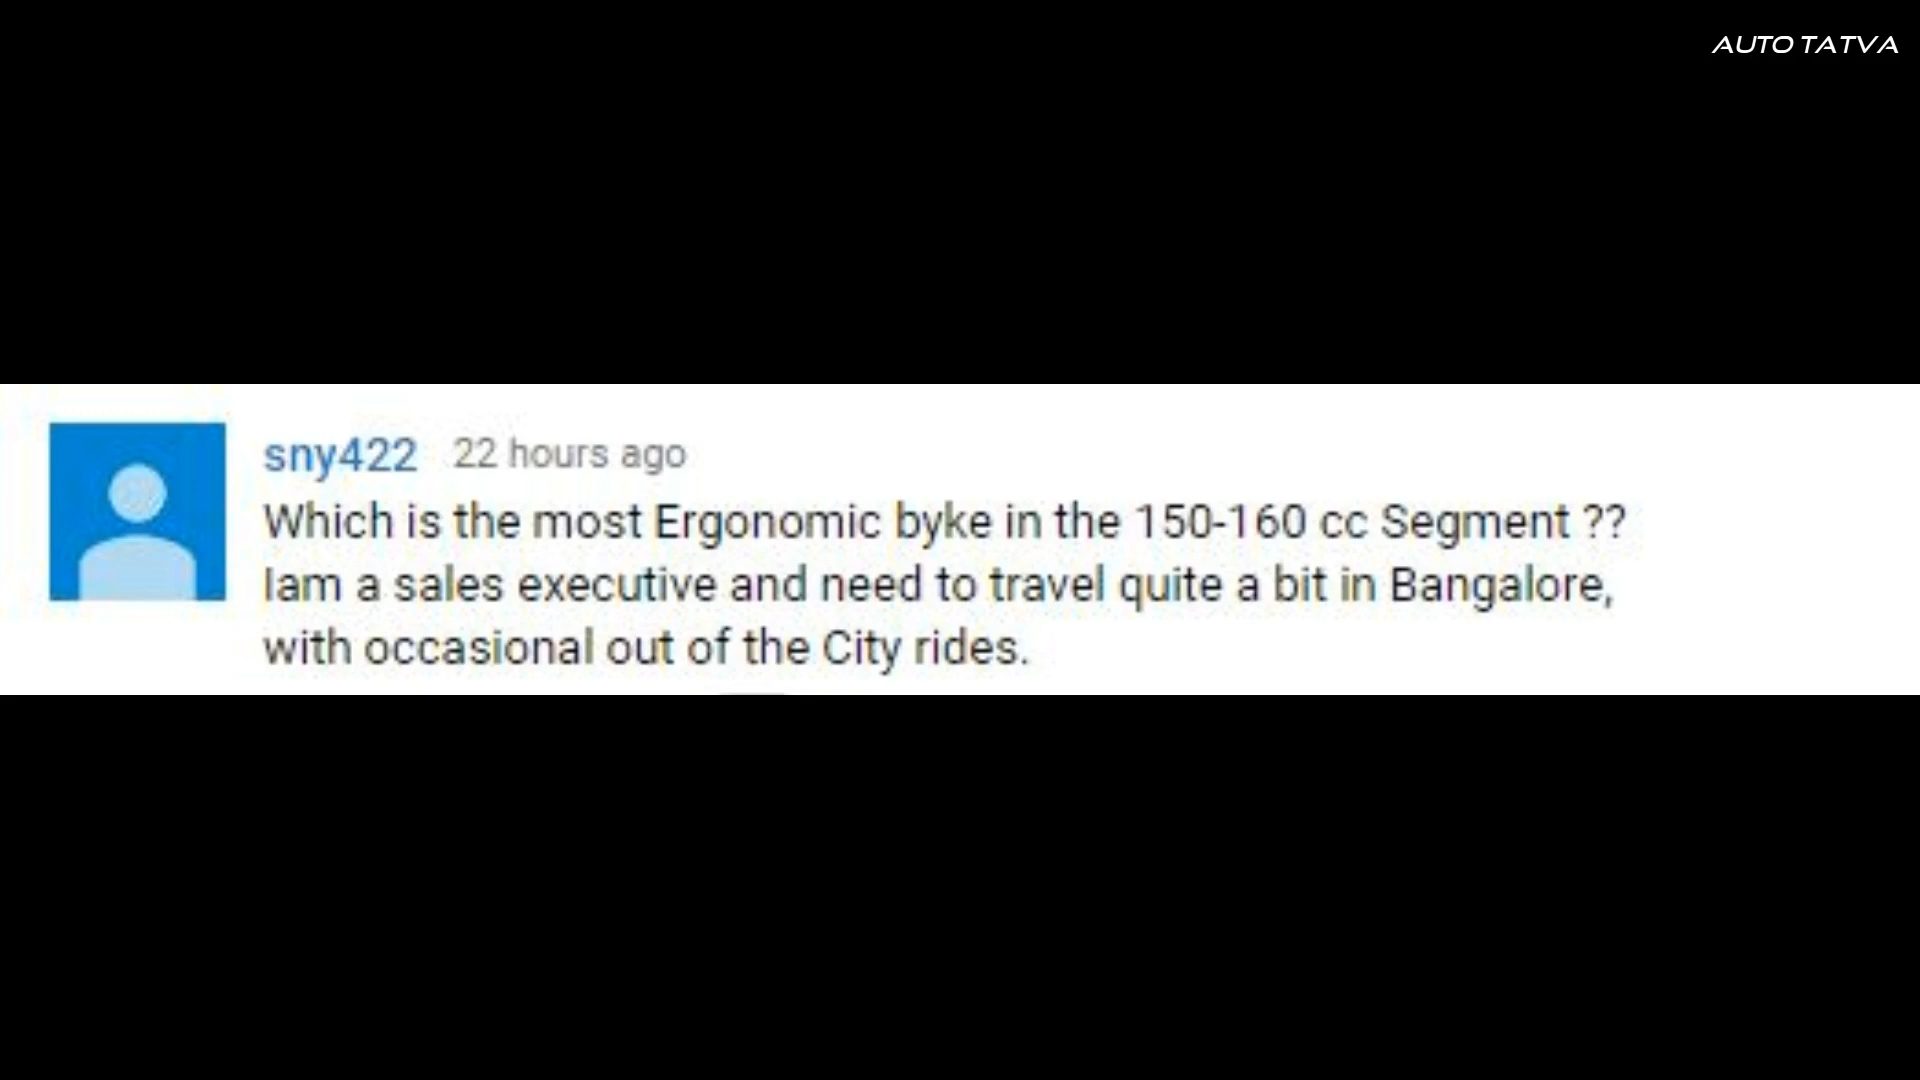 AUTO TATVA
sny422 22 hours ago
Which is the most Ergonomic byke in the 150-160 cc Segment ??
Iam a sales executive and need to travel quite a bit in Bangalore,
with occasional out of the City rides.